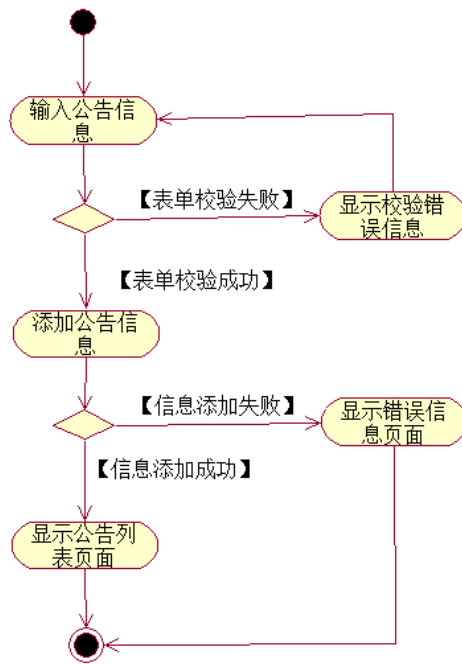 输入公告信
息
【表单校验失败】
显示校验错
误信息
【表单校验成功】
添加公告信
息
【信息添加失败】
显示错误信
息页面
【信息添加成功】
显示公告列
表页面